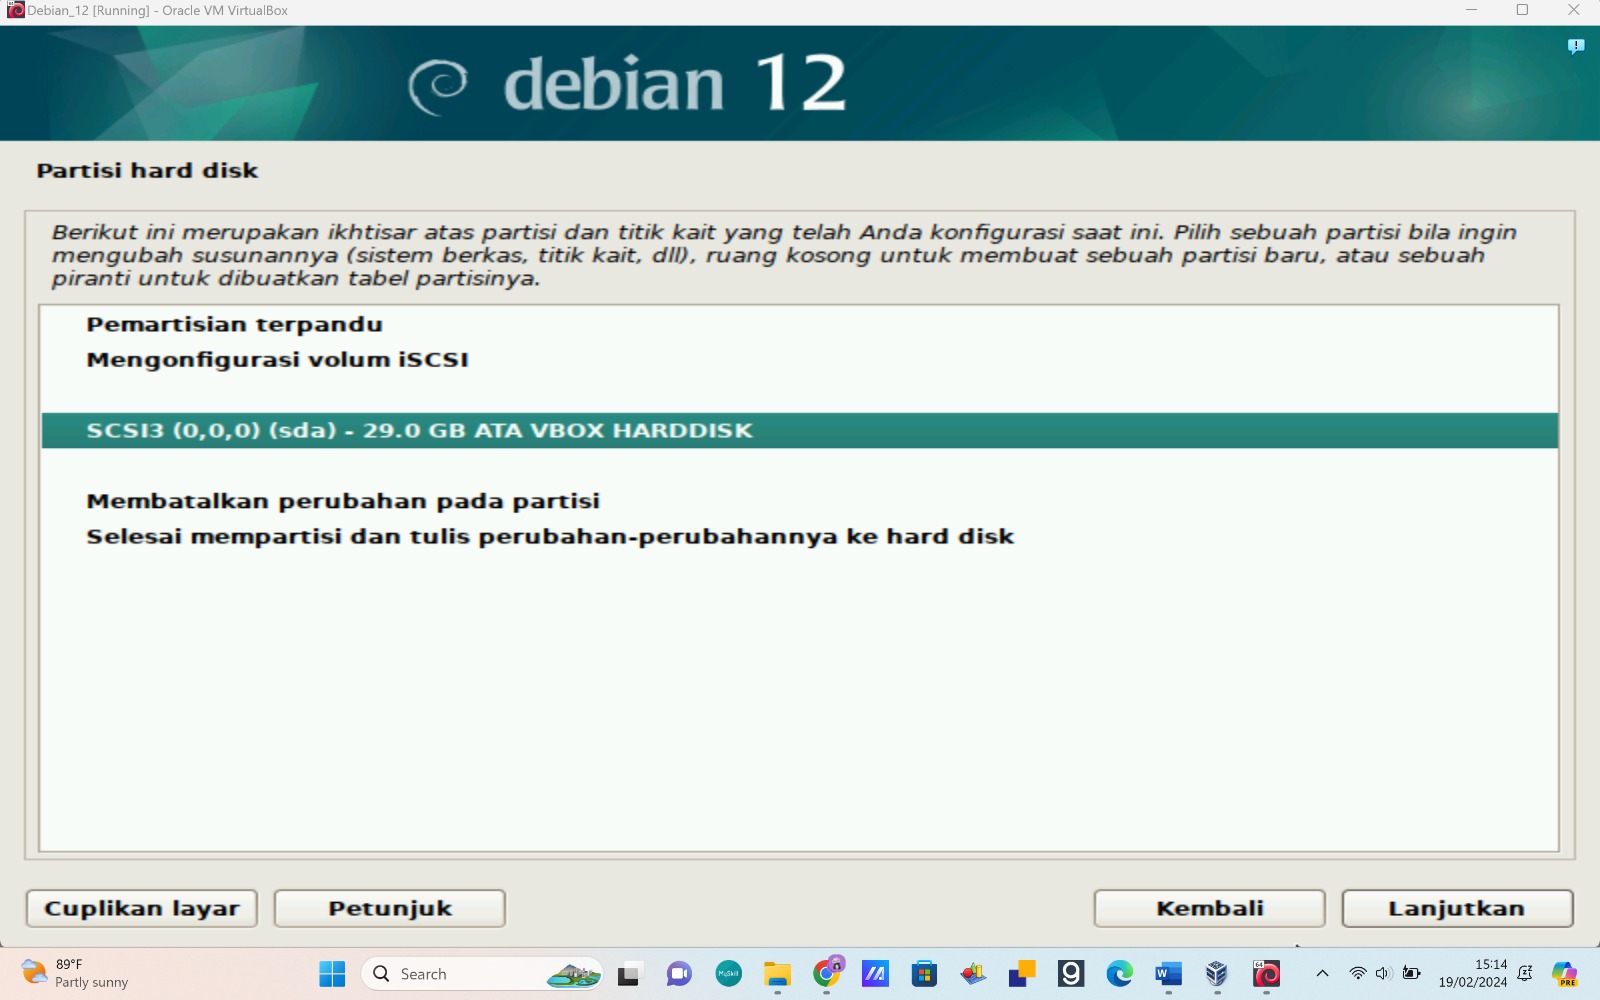 Debian_12 [Running] - Oracle VM VirtualBox
debian 12
Partisi hard disk
Berikut ini merupakan ikhtisar atas partisi dan titik kait yang telah Anda konfigurasi saat ini. Pilih sebuah partisi bila ingin
mengubah susunannya (sistem berkas, titik kait, dll), ruang kosong untuk membuat sebuah partisi baru, atau sebuah
piranti untuk dibuatkan tabel partisinya.
Pemartisian terpandu
Mengonfigurasi volum iSCSI
SCSI3 (0,0,0) (sda) - 29.0 GB ATA VBOX HARDDISK
Membatalkan perubahan pada partisi
Selesai mempartisi dan tulis perubahan-perubahannya ke hard disk
Cuplikan layar
Petunjuk
Kembali
Lanjutkan
89°F
Partly sunny
Search
MySkill
64
PRE
15:14
19/02/2024